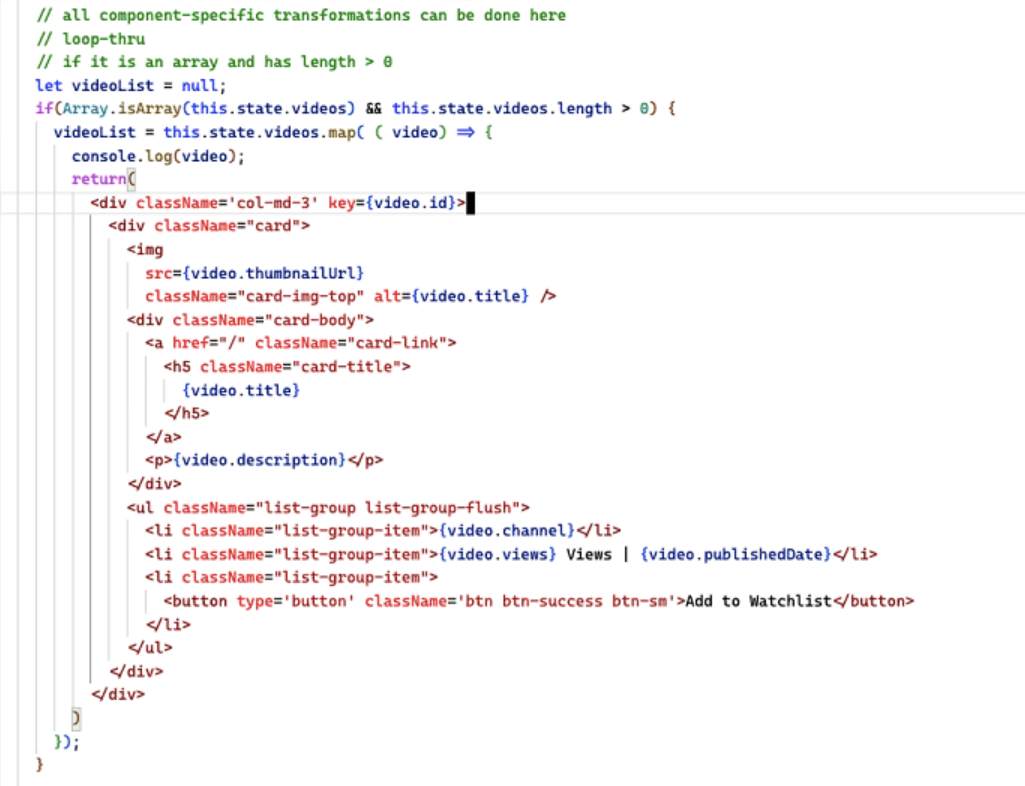 // all component-specific transformations can be done here
// loop-thru
// if it is an array and has length > 0
let videoList = null;
if(Array.isArray(this.state.videos) && this.state.videos.length > 0) {
  videoList = this.state.videos.map( ( video) => {
    console.log(video);
    return(
      <div className='col-md-3' key={video.id}>
        <div className="card">
          <img
            src={video.thumbnailUrl}
            className="card-img-top" alt={video.title} />
          <div className="card-body">
            <a href="/" className="card-link">
              <h5 className="card-title">
                {video.title}
              </h5>
            </a>
            <p>{video.description}</p>
          </div>
          <ul className="list-group list-group-flush">
            <li className="list-group-item">{video.channel}</li>
            <li className="list-group-item">{video.views} Views | {video.publishedDate}</li>
            <li className="list-group-item">
              <button type='button' className='btn btn-success btn-sm'>Add to Watchlist</button>
            </li>
          </ul>
        </div>
      </div>
    )
  });
}